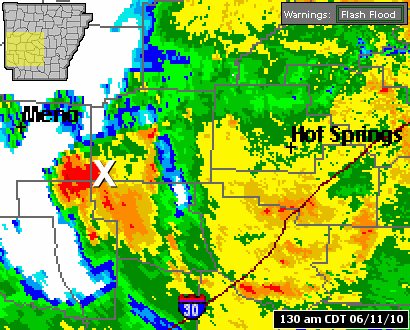 Warnings: Flash Flood
Mena
Hot Springs
X
30
130 am CDT 06/11/10